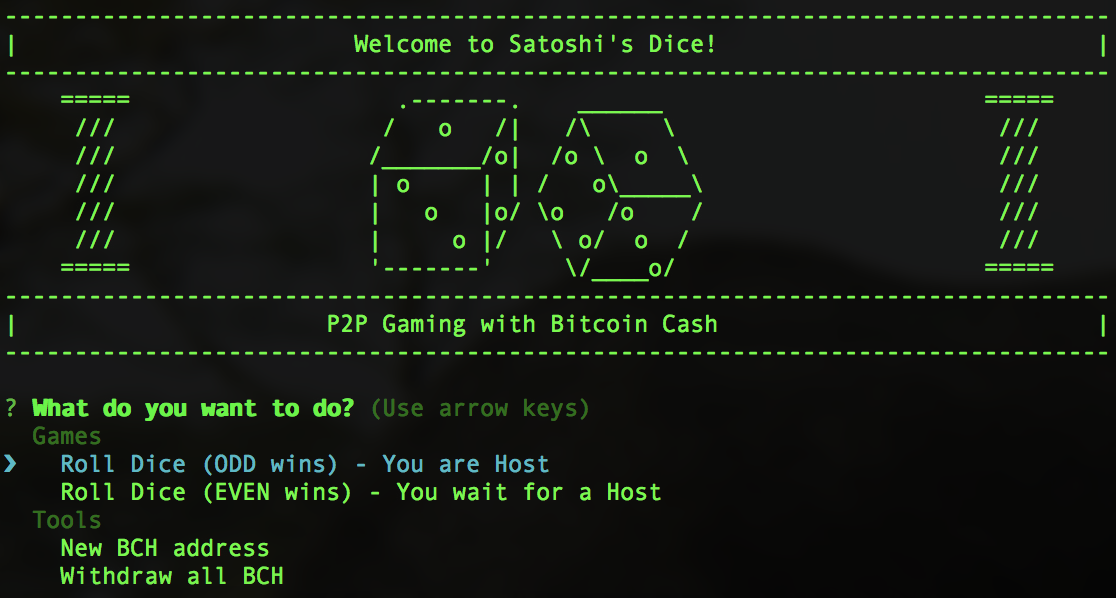 Welcome to Satoshi's Dice!
P2P Gaming with Bitcoin Cash
? What do you want to do? (Use arrow keys)
Games
❯ Roll Dice (ODD wins) - You are Host
Roll Dice (EVEN wins) - You wait for a Host
Tools
New BCH address
Withdraw all BCH